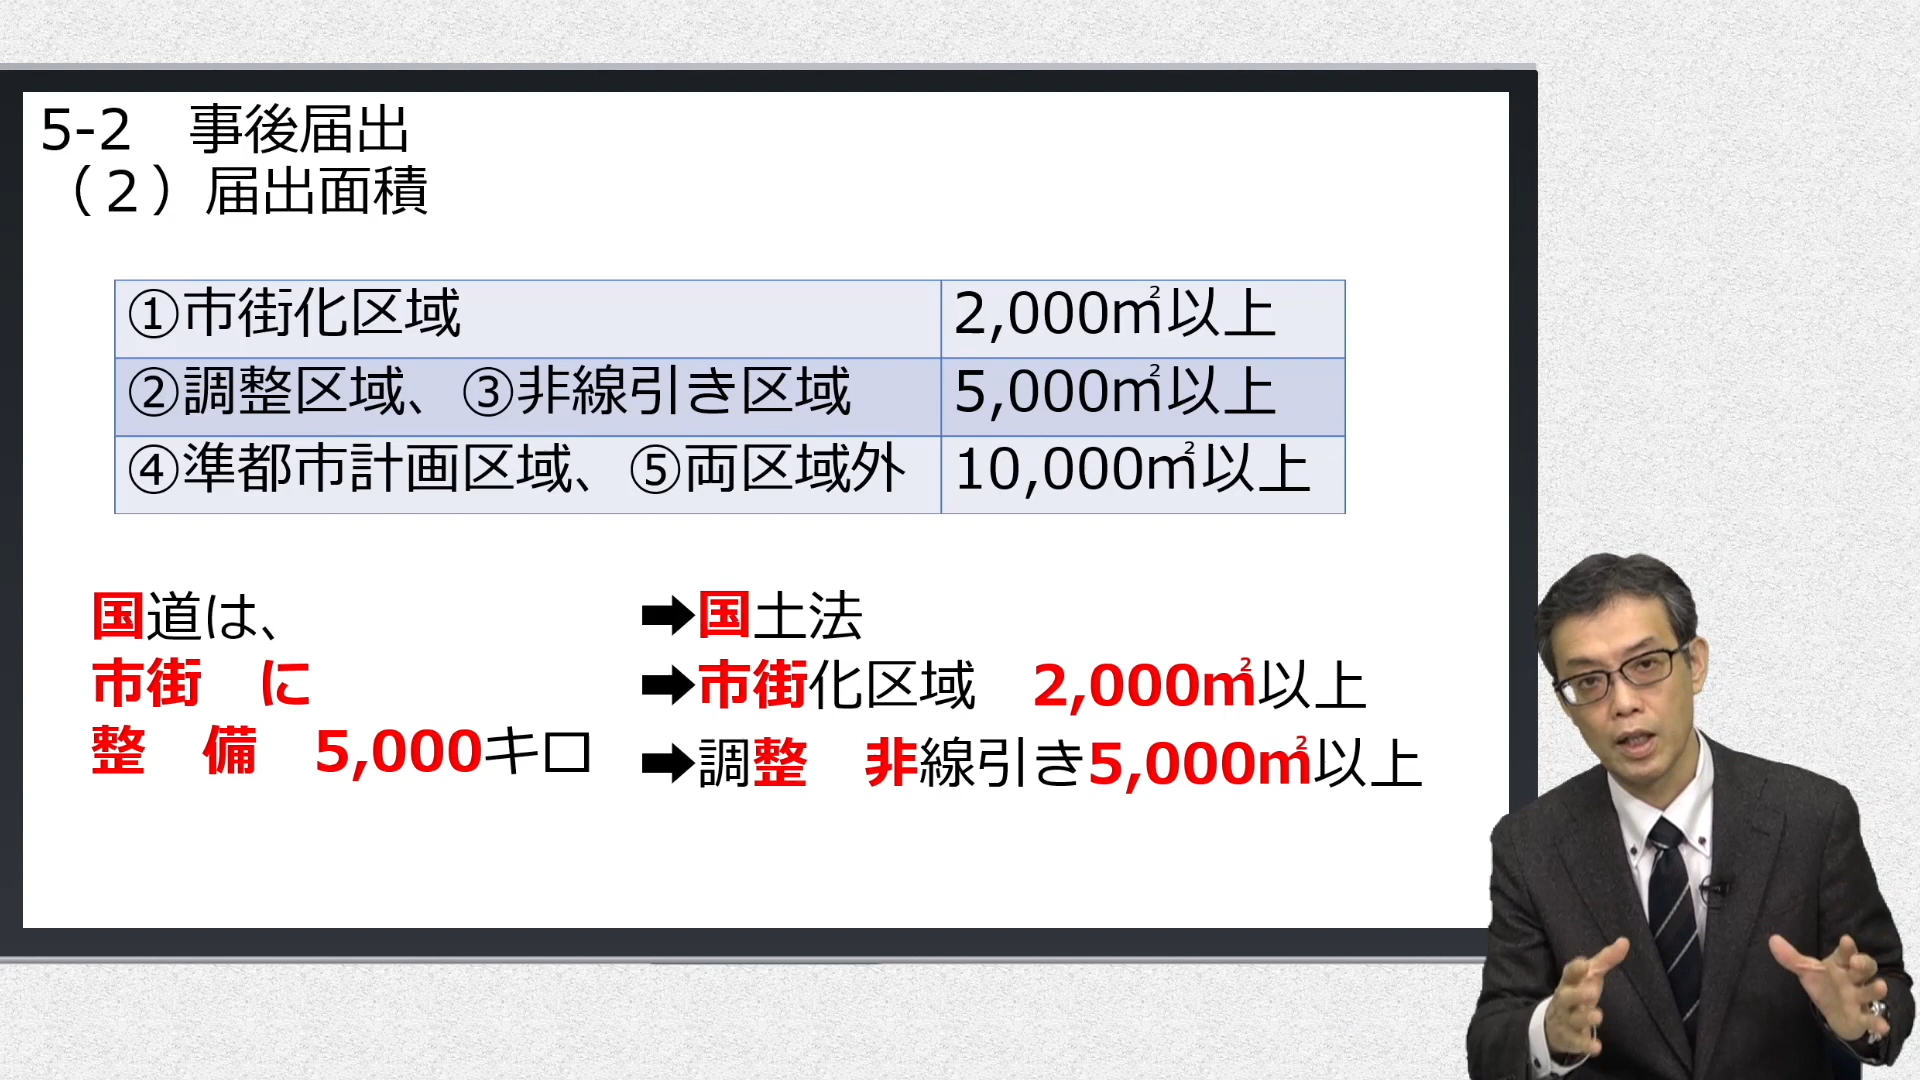 5-2　事後届出
（２）届出面積
①市街化区域　2,000㎡以上
②調整区域、③非線引き区域　5,000㎡以上
④準都市計画区域、⑤両区域外　10,000㎡以上
国道は、　➡国土法
市街　に　➡市街化区域　2,000㎡以上
整　備　5,000キロ　➡調整　非線引き5,000㎡以上